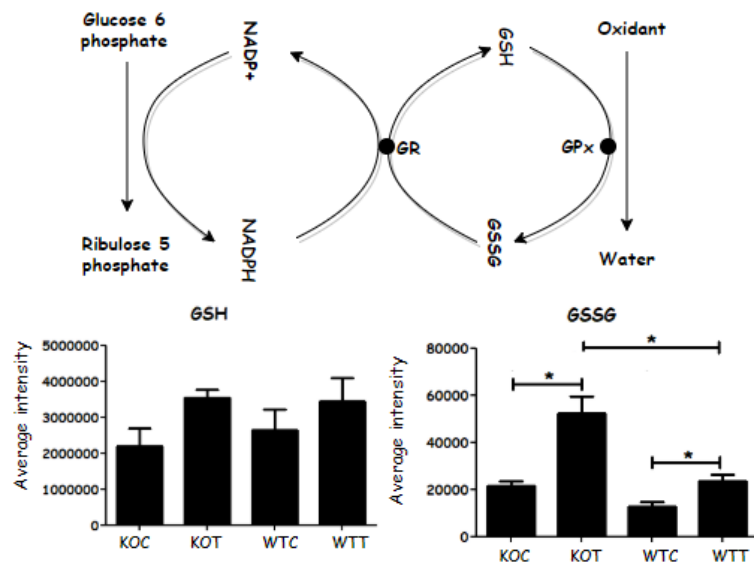 Glucose 6
phosphate
NADP+
GSH
Oxidant
GR
GPx
Ribulose 5
phosphate
NADPH
GSSG
Water
GSH
Average intensity
5000000
4000000
3000000
2000000
1000000
0
KOC KOT WTC WTT
GSSG
Average intensity
80000
60000
40000
20000
0
*
*
*
KOC KOT WTC WTT